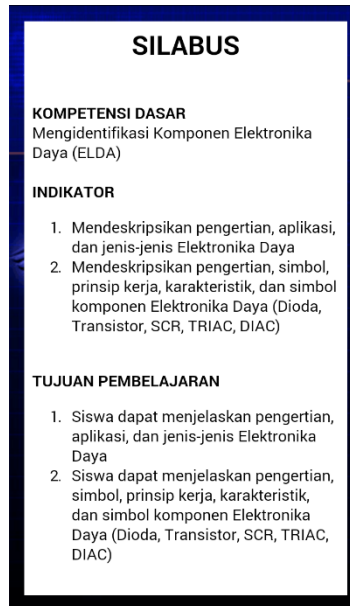 SILABUS
KOMPETENSI DASAR
Mengidentifikasi Komponen Elektronika
Daya (ELDA)
INDIKATOR
1. Mendeskripsikan pengertian, aplikasi,
dan jenis-jenis Elektronika Daya
2. Mendeskripsikan pengertian, simbol,
prinsip kerja, karakteristik, dan simbol
komponen Elektronika Daya (Dioda,
Transistor, SCR, TRIAC, DIAC)
TUJUAN PEMBELAJARAN
1. Siswa dapat menjelaskan pengertian,
aplikasi, dan jenis-jenis Elektronika
Daya
2. Siswa dapat menjelaskan pengertian,
simbol, prinsip kerja, karakteristik,
dan simbol komponen Elektronika
Daya (Dioda, Transistor, SCR, TRIAC,
DIAC)